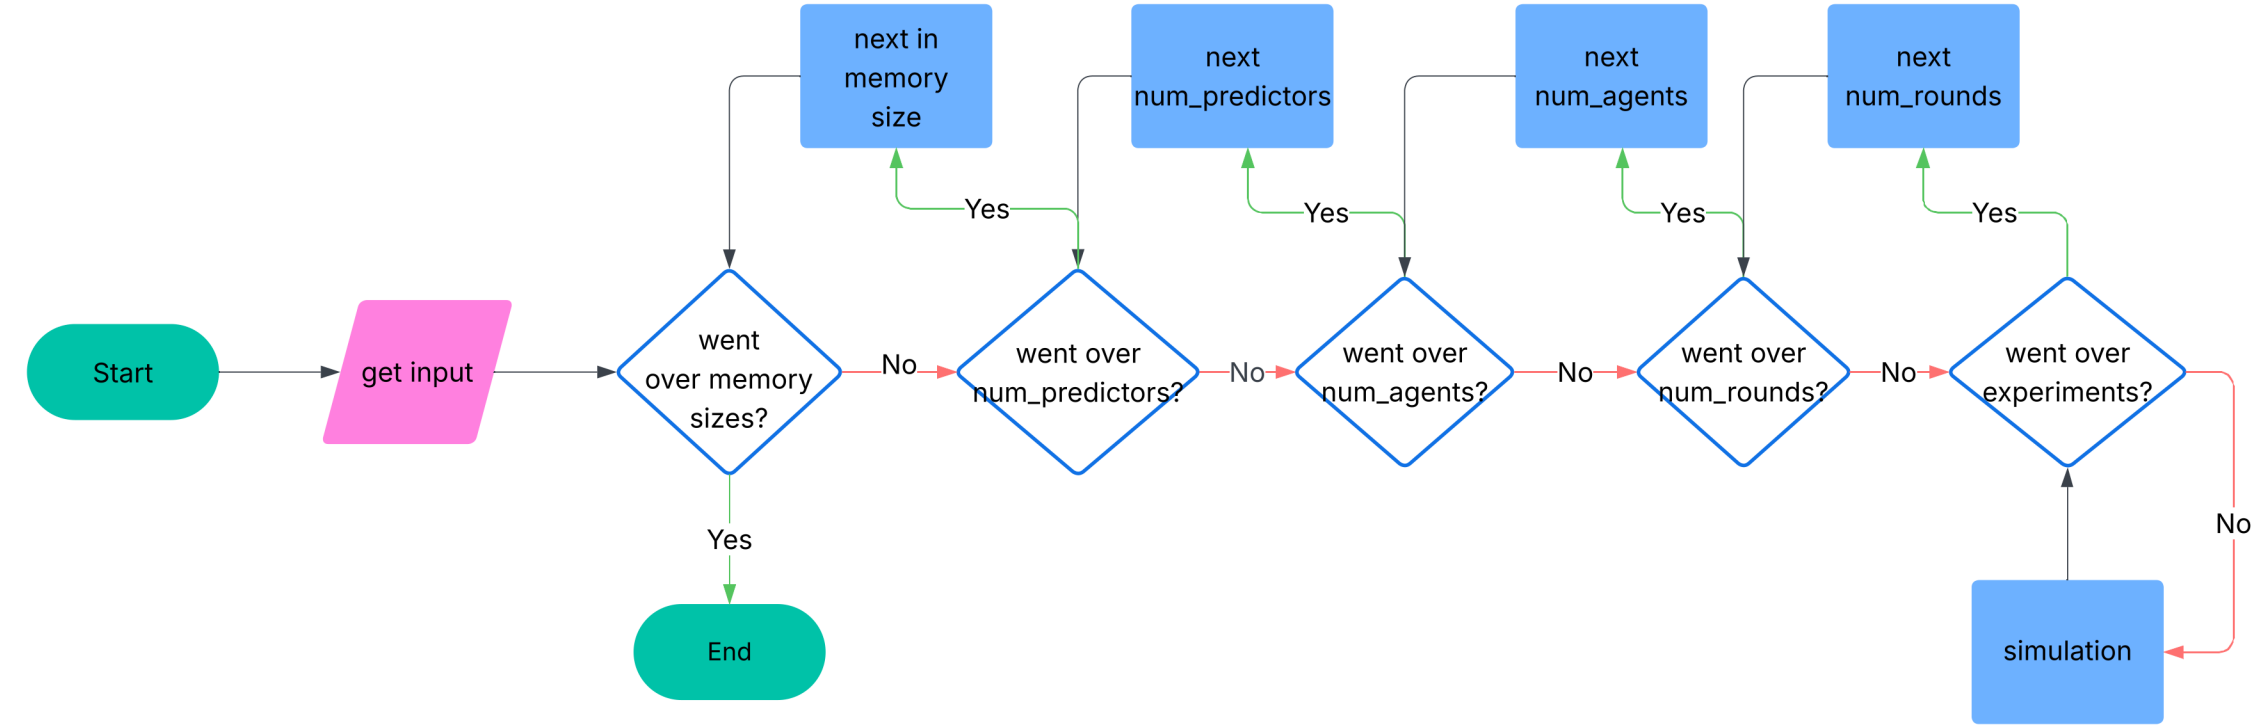 next in
memory
size
next
num_predictors
next
num_agents
next
num_rounds
Yes
Yes
Yes
Yes
Start
get input
went
over memory
sizes?
No
went over
num_predictors?
No
went over
num_agents?
No
went over
num_rounds?
No
went over
experiments?
No
Yes
End
simulation